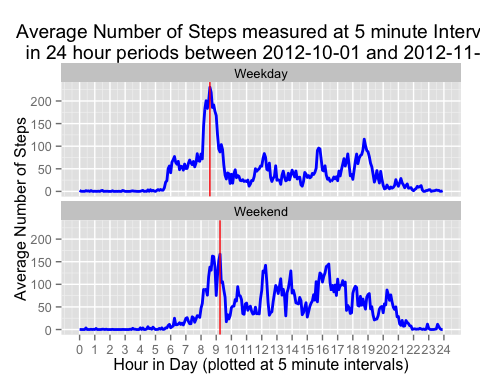 Average Number of Steps measured at 5 minute Interv
in 24 hour periods between 2012-10-01 and 2012-11-
Weekday
200
150
100
50
0
Weekend
200
150
100
50
0
Average Number of Steps
0 1 2 3 4 5 6 7 8 9 10 11 12 13 14 15 16 17 18 19 20 21 22 23 24
Hour in Day (plotted at 5 minute intervals)